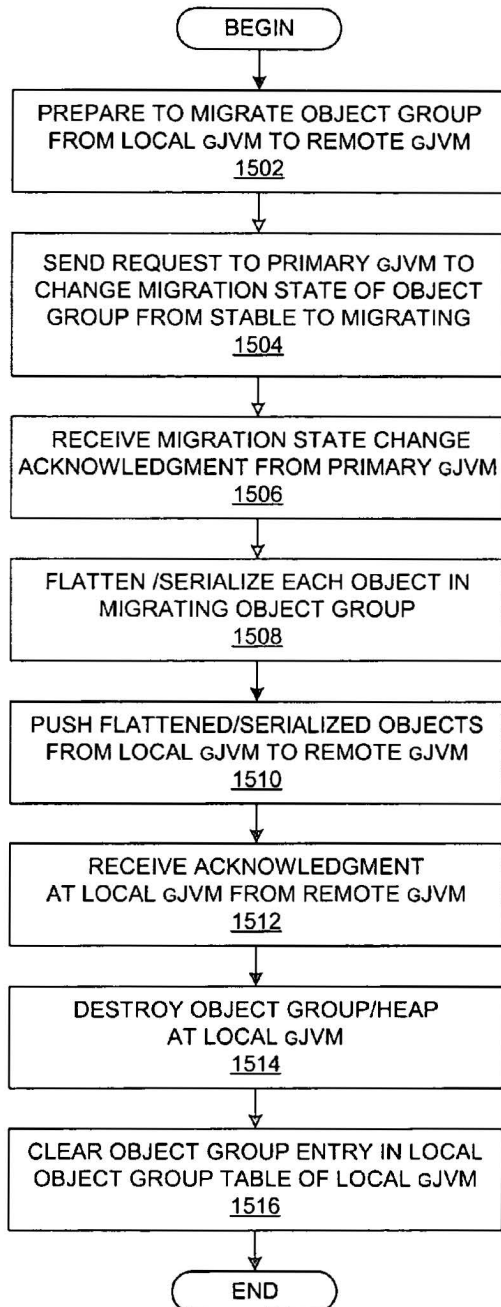 BEGIN
PREPARE TO MIGRATE OBJECT GROUP
FROM LOCAL GJVM TO REMOTE GJVM
1502
SEND REQUEST TO PRIMARY GJVM TO
CHANGE MIGRATION STATE OF OBJECT
GROUP FROM STABLE TO MIGRATING
1504
RECEIVE MIGRATION STATE CHANGE
ACKNOWLEDGMENT FROM PRIMARY GJVM
1506
FLATTEN /SERIALIZE EACH OBJECT IN
MIGRATING OBJECT GROUP
1508
PUSH FLATTENED/SERIALIZED OBJECTS
FROM LOCAL GJVM TO REMOTE GJVM
1510
RECEIVE ACKNOWLEDGMENT
AT LOCAL GJVM FROM REMOTE GJVM
1512
DESTROY OBJECT GROUP/HEAP
AT LOCAL GJVM
1514
CLEAR OBJECT GROUP ENTRY IN LOCAL
OBJECT GROUP TABLE OF LOCAL GJVM
1516
END